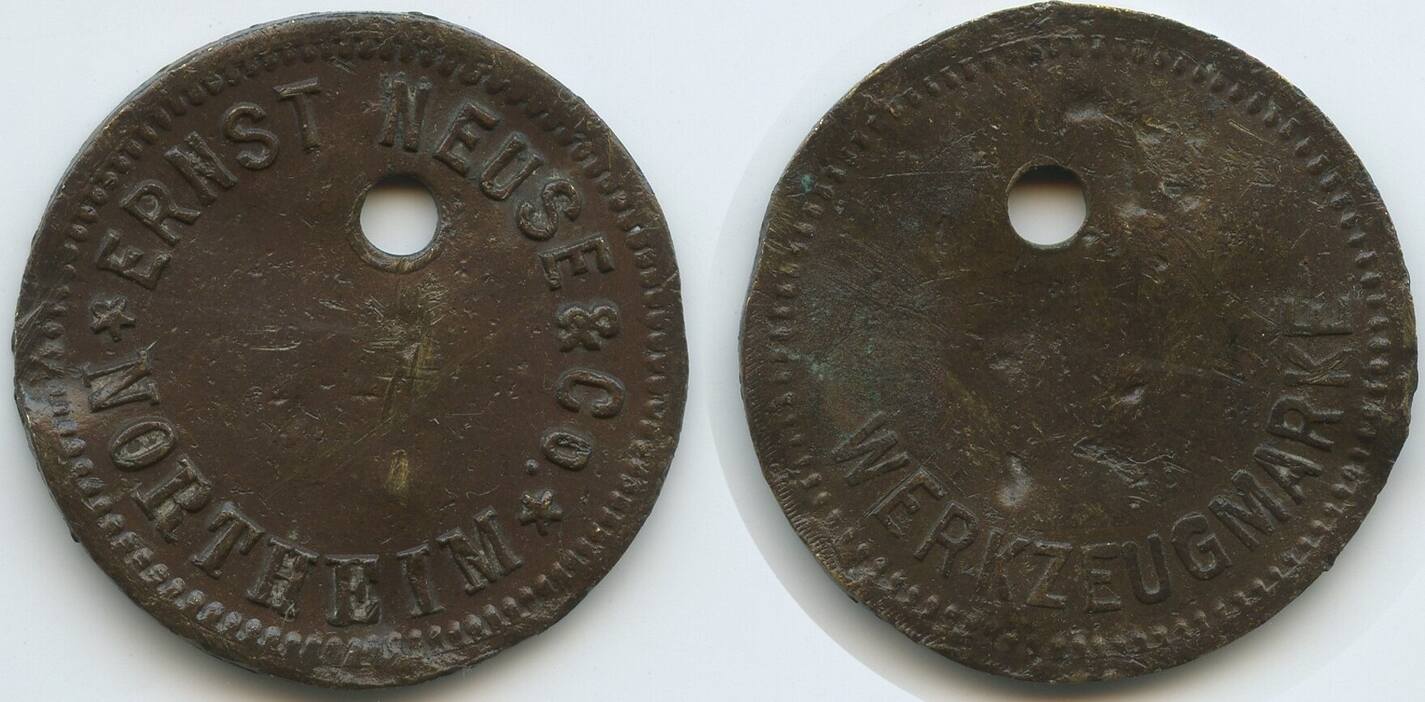 ERNST NEUSE & Co.
* NORTHEIM *
WERKZEUGMARKE